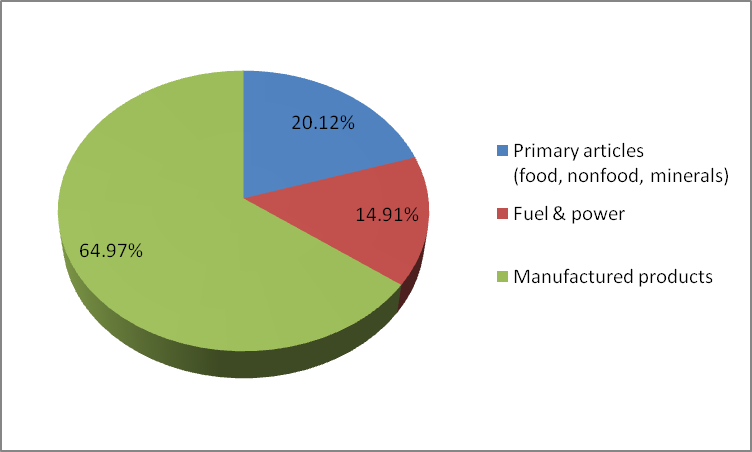 20.12%
14.91%
64.97%
Primary articles
(food, nonfood, minerals)
Fuel & power
Manufactured products